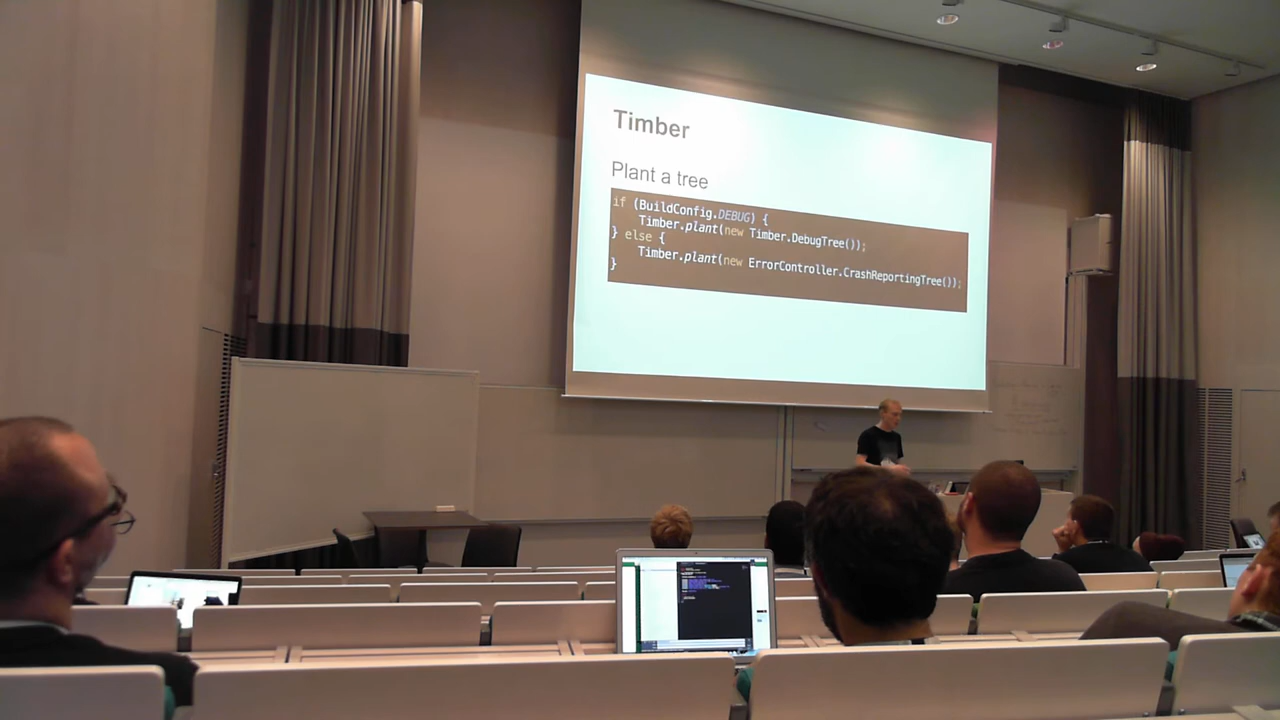 Timber
Plant a tree
if (BuildConfig.DEBUG) {
Timber.plant(new Timber.DebugTree());
} else {
Timber.plant(new ErrorController.CrashReportingTree());
}